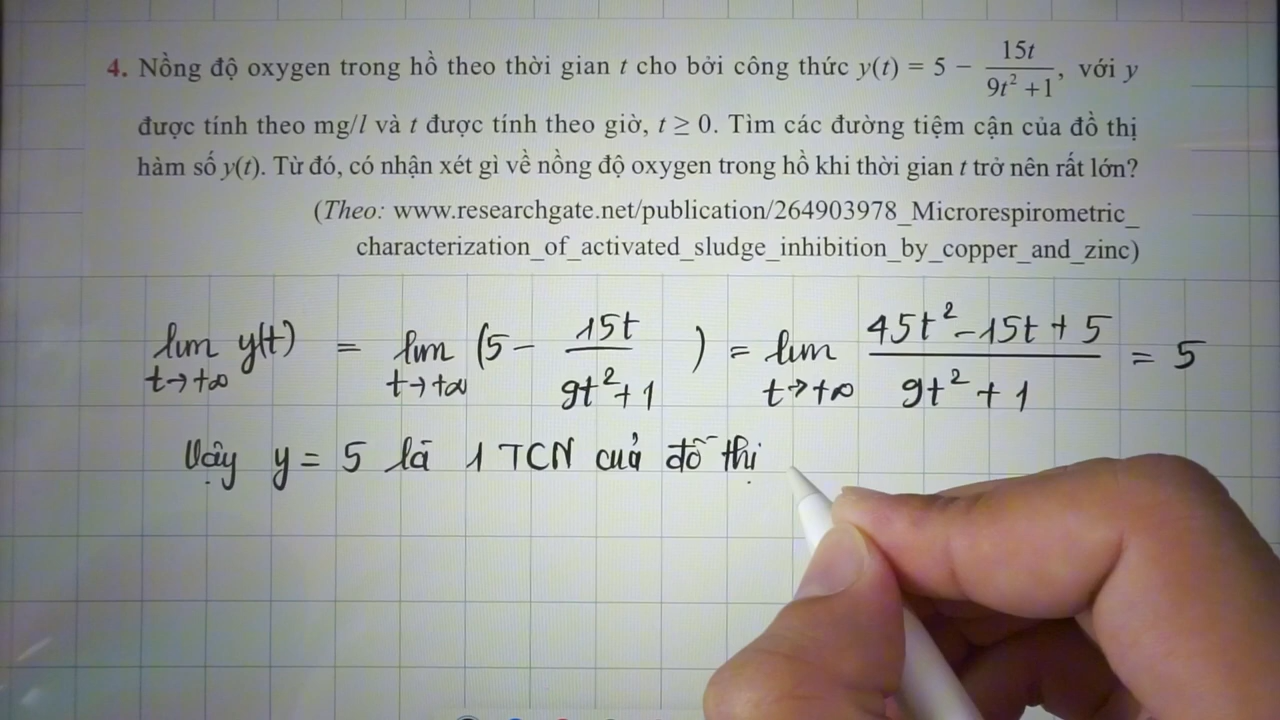 4. Nồng độ oxygen trong hồ theo thời gian t cho bởi công thức y(t) = 5 − 15t / (9t² + 1), với y
được tính theo mg/l và t được tính theo giờ, t ≥ 0. Tìm các đường tiệm cận của đồ thị
hàm số y(t). Từ đó, có nhận xét gì về nồng độ oxygen trong hồ khi thời gian t trở nên rất lớn?
(Theo: www.researchgate.net/publication/264903978_Microrespirometric_
characterization_of_activated_sludge_inhibition_by_copper_and_zinc)
lim t→+∞ y(t) = lim t→+∞ (5 − 15t / 9t² + 1) = lim t→+∞ 45t² − 15t + 5 / 9t² + 1 = 5
Vậy y = 5 là 1 TCN của đồ thị